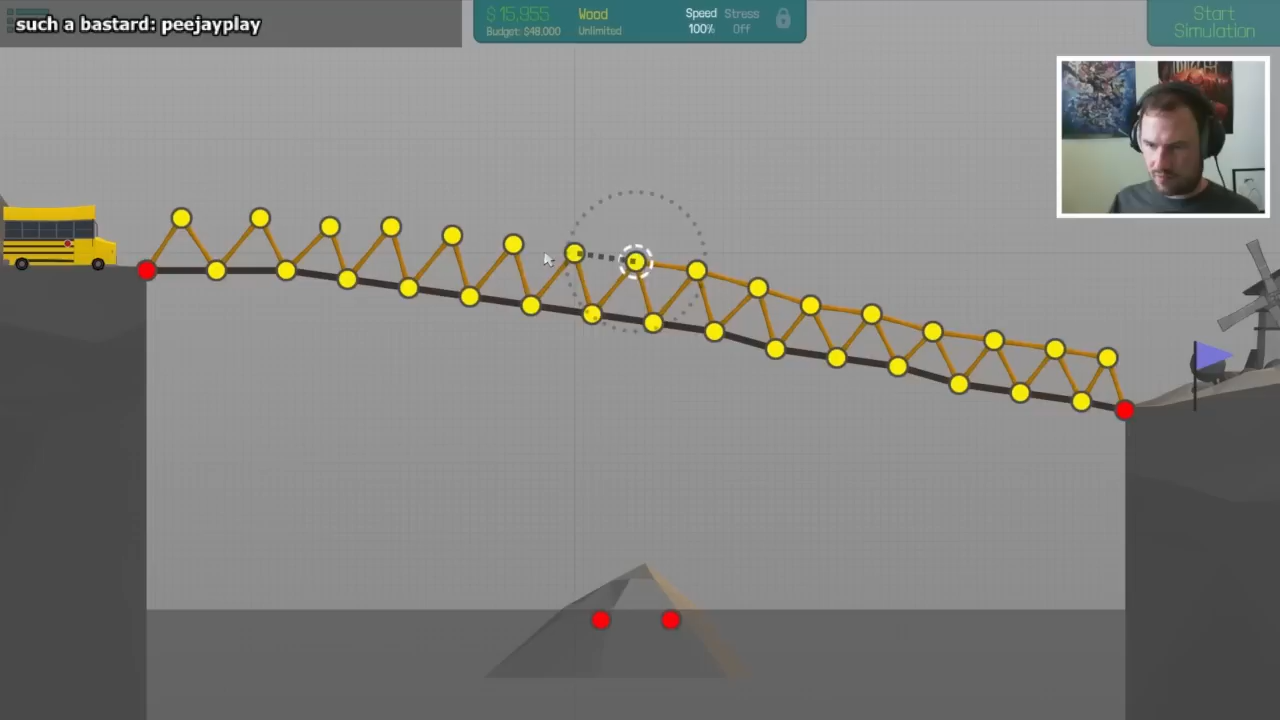 such a bastard: peejayplay
$ 15,955
Budget: $48,000
Wood
Unlimited
Speed
100%
Stress
Off
Start
Simulation